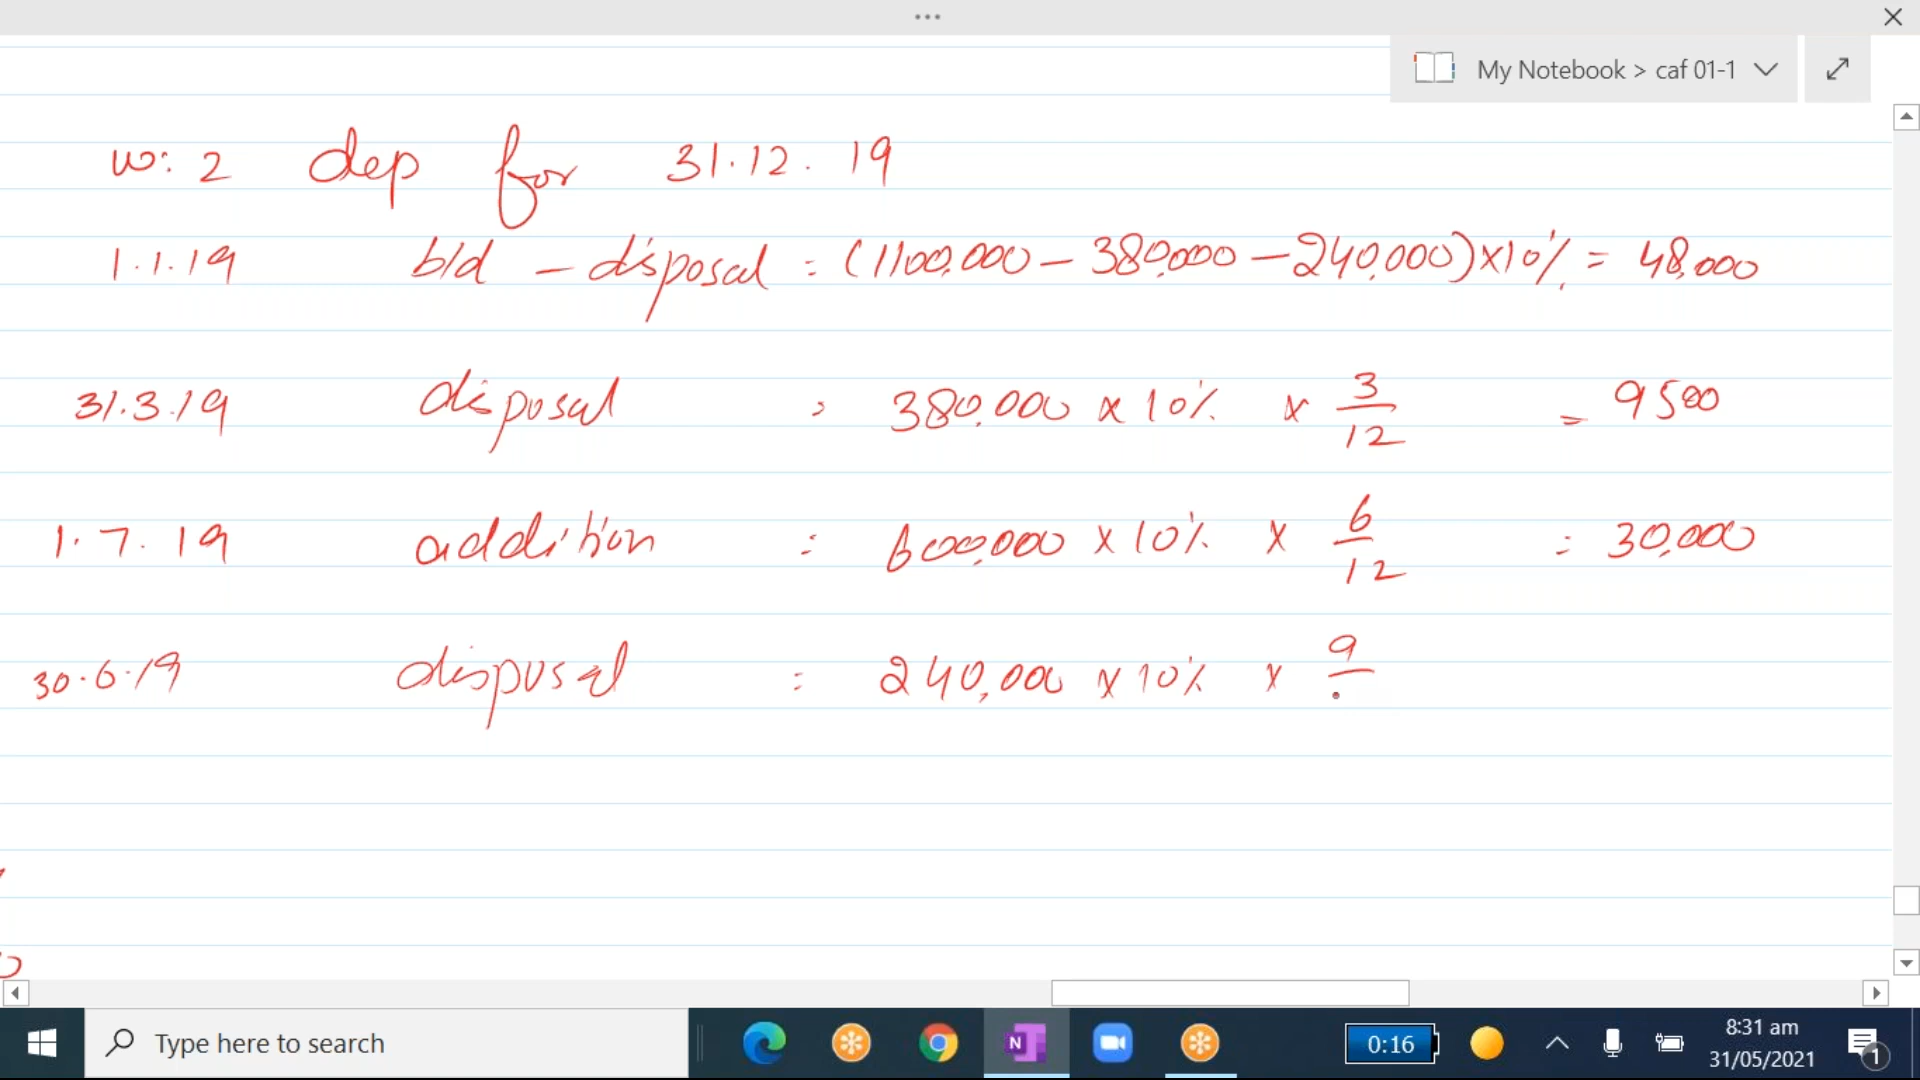 ...
My Notebook > caf 01-1
w: 2 dep for 31.12.19
1.1.19 b/d - disposal = (1100,000 - 380,000 - 240,000) x 10% = 48,000
31.3.19 disposal = 380,000 x 10% x 3/12 = 9500
1.7.19 addition = 600,000 x 10% x 6/12 = 30,000
30.6.19 disposal = 240,000 x 10% x 9/
Type here to search
0:16
8:31 am
31/05/2021
1